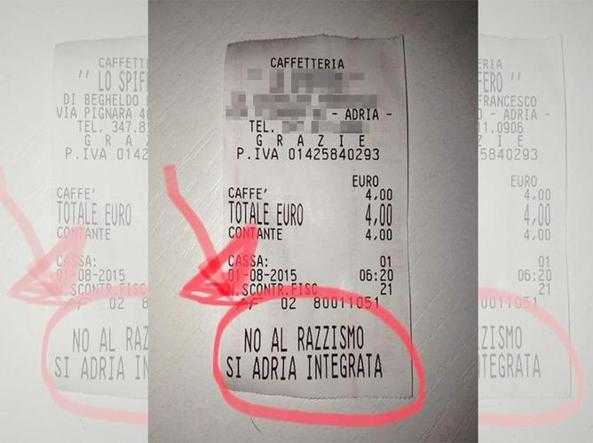 CAFFETTERIA
- ADRIA -
TEL.
G R A Z I E
P.IVA 01425840293
EURO
CAFFE' 4,00
TOTALE EURO 4,00
CONTANTE 4,00
CASSA: 01
01-08-2015 06:20
N.SCONTR.FISC 21
02 80011051
NO AL RAZZISMO
SI ADRIA INTEGRATA